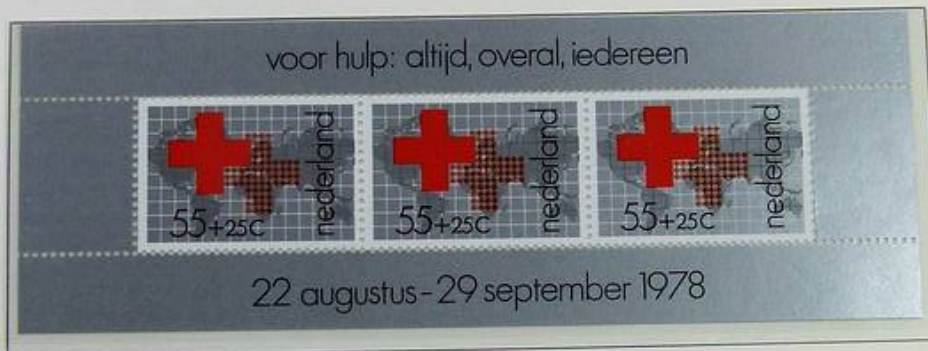 voor hulp: altijd, overal, iedereen
55+25c nederland
55+25c nederland
55+25c nederland
22 augustus-29 september 1978